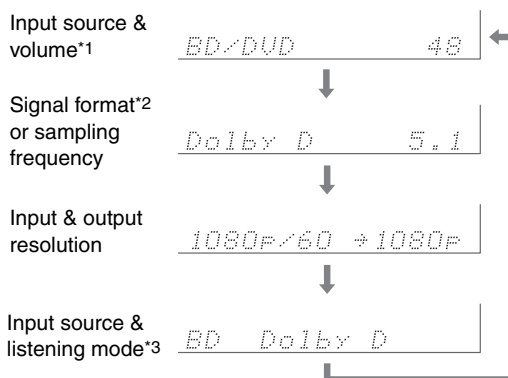 Input source &
volume*1
BD/DVD 48
Signal format*2
or sampling
frequency
Dolby D 5.1
Input & output
resolution
1080p/60 → 1080p
Input source &
listening mode*3
BD Dolby D